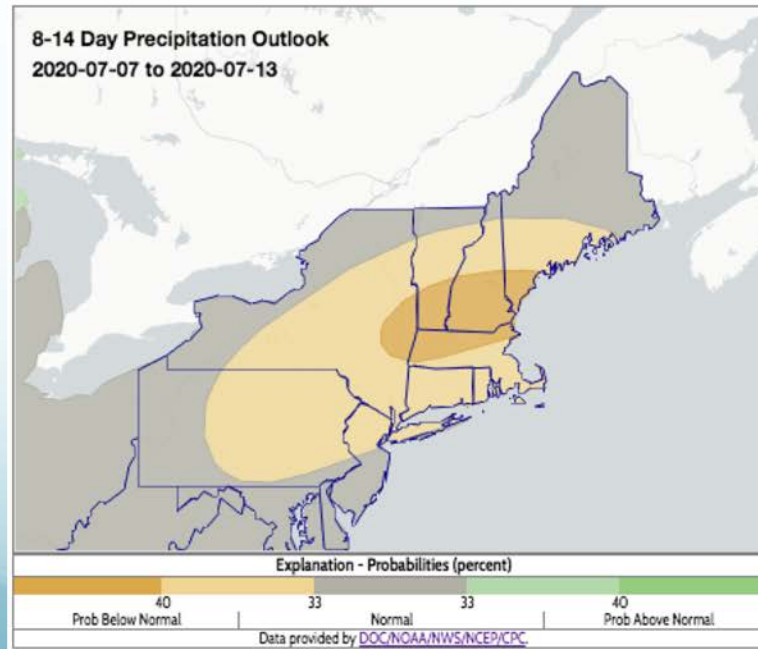 8-14 Day Precipitation Outlook
2020-07-07 to 2020-07-13
Explanation - Probabilities (percent)
40 33 33 40
Prob Below Normal Normal Prob Above Normal
Data provided by DOC/NOAA/NWS/NCEP/CPC.